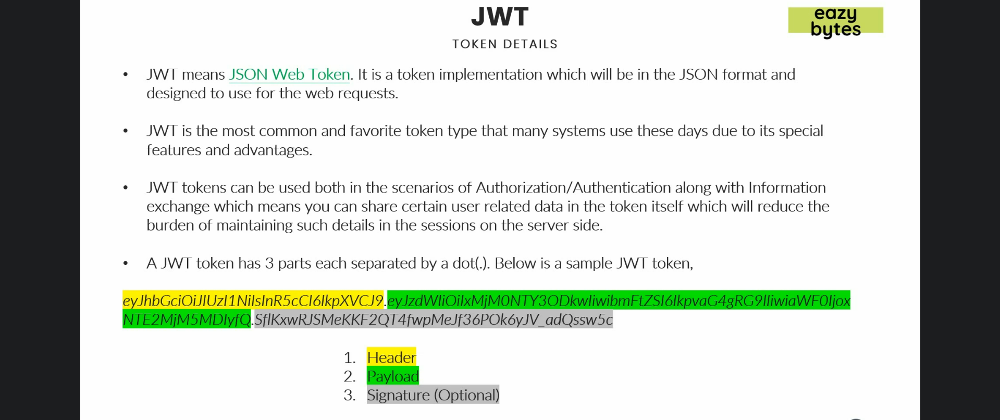 JWT
eazy
bytes
TOKEN DETAILS
• JWT means JSON Web Token. It is a token implementation which will be in the JSON format and
designed to use for the web requests.
• JWT is the most common and favorite token type that many systems use these days due to its special
features and advantages.
• JWT tokens can be used both in the scenarios of Authorization/Authentication along with Information
exchange which means you can share certain user related data in the token itself which will reduce the
burden of maintaining such details in the sessions on the server side.
• A JWT token has 3 parts each separated by a dot(.). Below is a sample JWT token,
eyJhbGciOiJIUzI1NiIsInR5cCI6IkpXVCJ9.eyJzdWIiOiIxMjM0NTY3ODkwIiwibmFtZSI6IkpvaG4gRG9lIiwiaWF0Ijox
NTE2MjM5MDIyfQ.SflKxwRJSMeKKF2QT4fwpMeJf36POk6yJV_adQssw5c
1. Header
2. Payload
3. Signature (Optional)